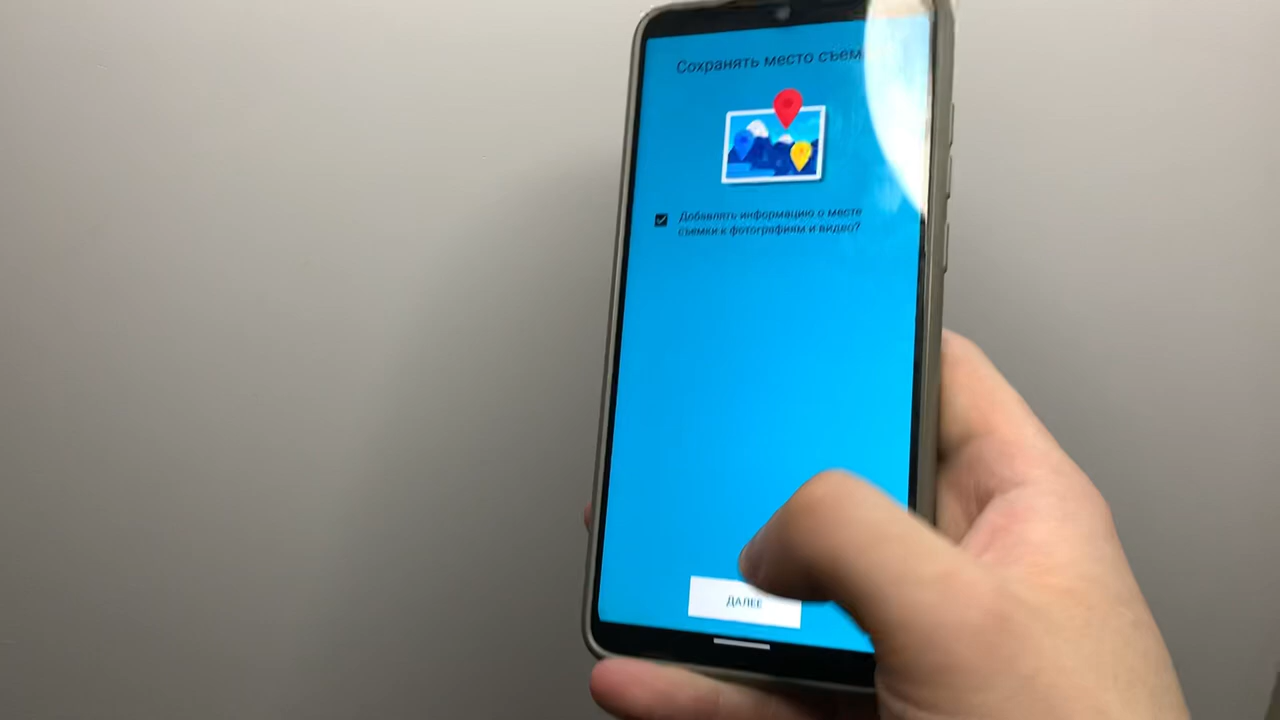 Сохранять место съем
Добавлять информацию о месте
съемки к фотографиям и видео?
ДАЛЕЕ